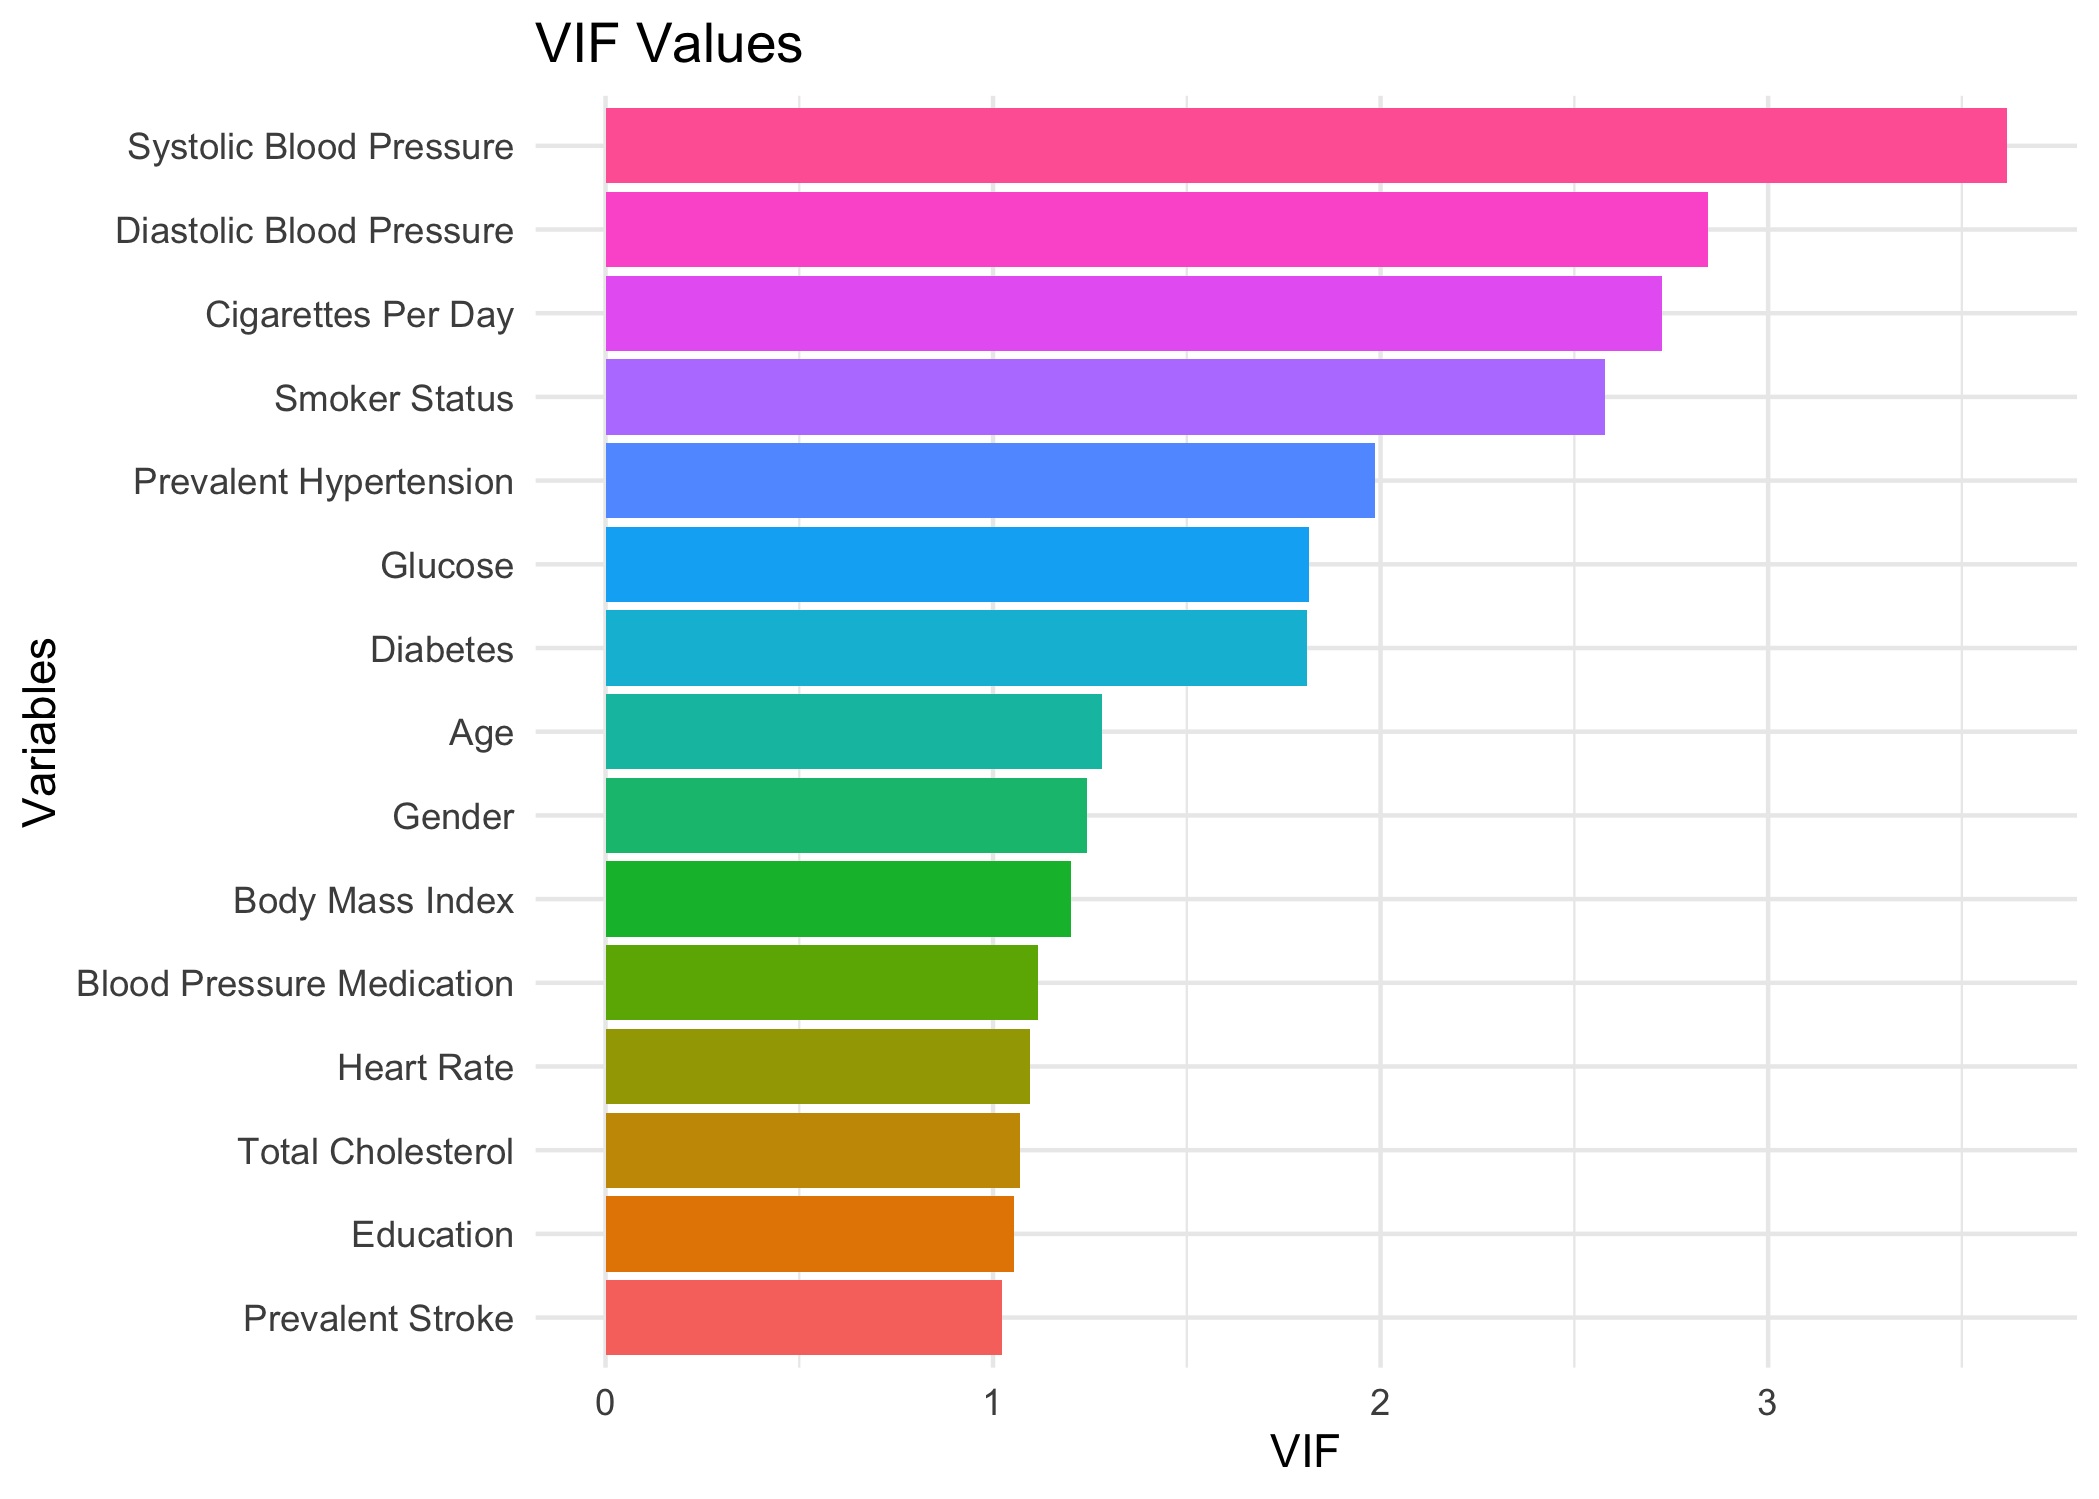 VIF Values
Systolic Blood Pressure
Diastolic Blood Pressure
Cigarettes Per Day
Smoker Status
Prevalent Hypertension
Glucose
Diabetes
Age
Gender
Body Mass Index
Blood Pressure Medication
Heart Rate
Total Cholesterol
Education
Prevalent Stroke
Variables
0 1 2 3
VIF